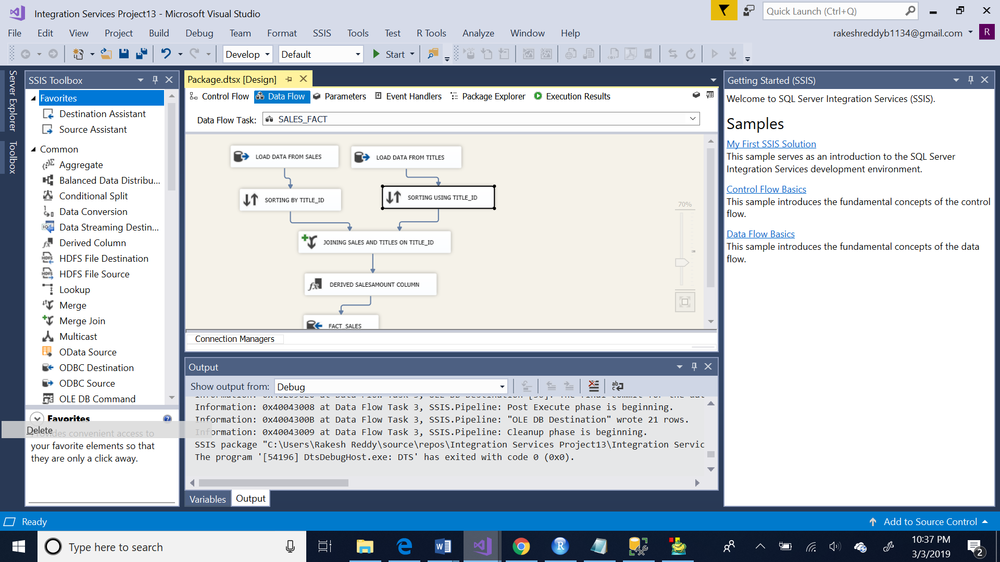 Integration Services Project13 - Microsoft Visual Studio
Quick Launch (Ctrl+Q)
File Edit View Project Build Debug Team Format SSIS Tools Test R Tools Analyze Window Help
rakeshreddyb1134@gmail.com R
Develop Default Start
Server Explorer
Toolbox
SSIS Toolbox
Favorites
Destination Assistant
Source Assistant
Common
Aggregate
Balanced Data Distribu...
Conditional Split
Data Conversion
Data Streaming Destin...
Derived Column
HDFS File Destination
HDFS File Source
Lookup
Merge
Merge Join
Multicast
OData Source
ODBC Destination
ODBC Source
OLE DB Command
Favorites
Delete
Provides convenient access to
your favorite elements so that
they are only a click away.
Package.dtsx [Design]
Control Flow Data Flow Parameters Event Handlers Package Explorer Execution Results
Data Flow Task: SALES_FACT
LOAD DATA FROM SALES
LOAD DATA FROM TITLES
SORTING BY TITLE_ID
SORTING USING TITLE_ID
JOINING SALES AND TITLES ON TITLE_ID
DERIVED SALESAMOUNT COLUMN
FACT_SALES
70%
Connection Managers
Output
Show output from: Debug
Information: 0x40043008 at Data Flow Task 3, SSIS.Pipeline: Post Execute phase is beginning.
Information: 0x4004300B at Data Flow Task 3, SSIS.Pipeline: "OLE DB Destination" wrote 21 rows.
Information: 0x40043009 at Data Flow Task 3, SSIS.Pipeline: Cleanup phase is beginning.
SSIS package "C:\Users\Rakesh Reddy\source\repos\Integration Services Project13\Integration Servic
The program '[54196] DtsDebugHost.exe: DTS' has exited with code 0 (0x0).
Variables Output
Getting Started (SSIS)
Welcome to SQL Server Integration Services (SSIS).
Samples
My First SSIS Solution
This sample serves as an introduction to the SQL Server
Integration Services development environment.
Control Flow Basics
This sample introduces the fundamental concepts of the control
flow.
Data Flow Basics
This sample introduces the fundamental concepts of the data
flow.
Ready
Add to Source Control
Type here to search
10:37 PM
3/3/2019
2